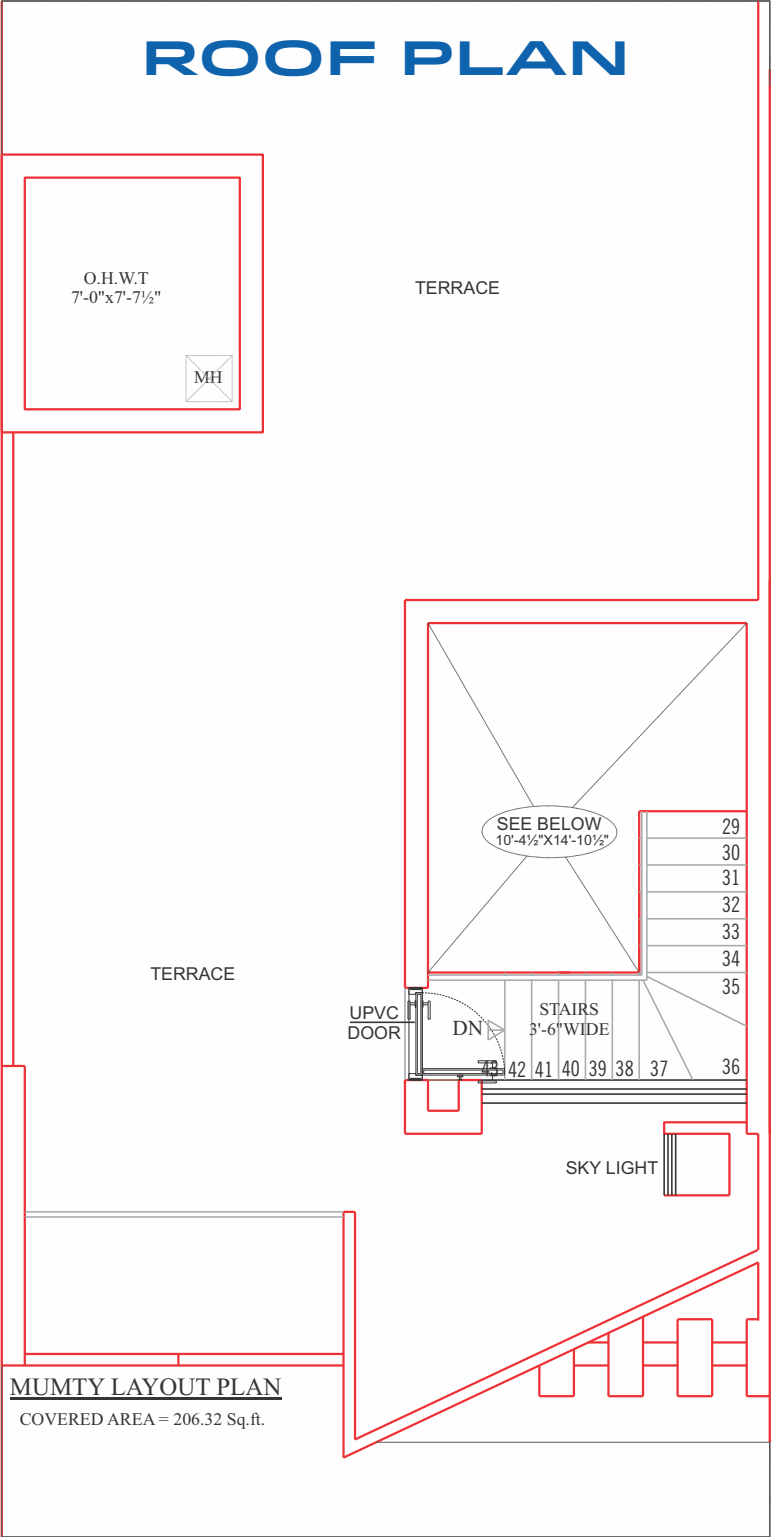 ROOF PLAN
O.H.W.T
7'-0"x7'-7½"
MH
TERRACE
SEE BELOW
10'-4½"X14'-10½"
29
30
31
32
33
34
35
36
TERRACE
UPVC
DOOR
DN
STAIRS
3'-6"WIDE
43 42 41 40 39 38 37
SKY LIGHT
MUMTY LAYOUT PLAN
COVERED AREA = 206.32 Sq.ft.